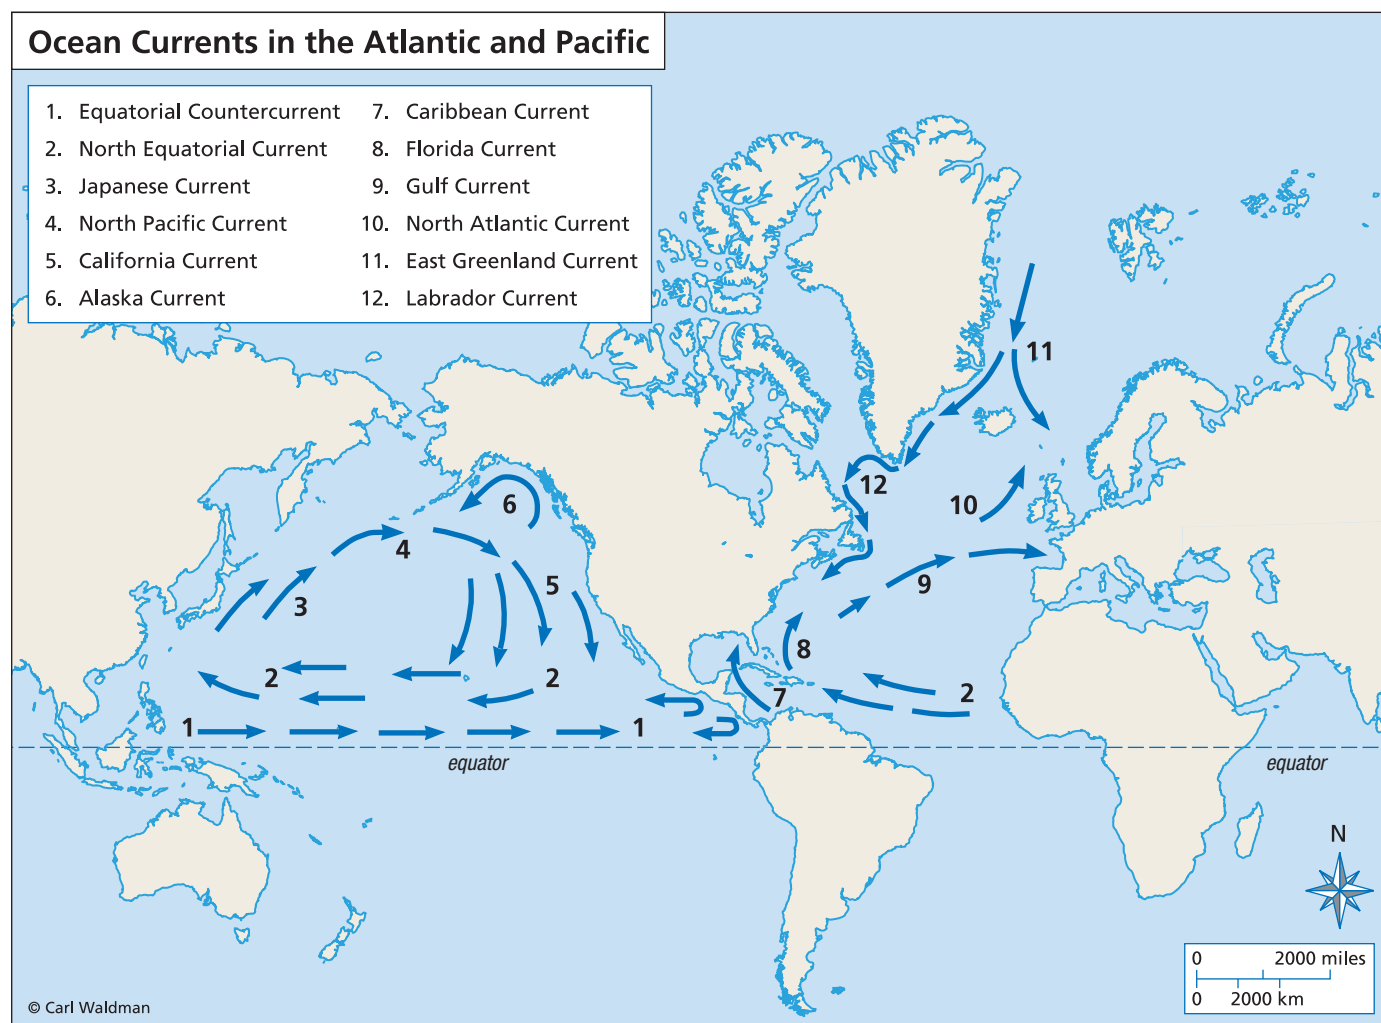 Ocean Currents in the Atlantic and Pacific
1. Equatorial Countercurrent
2. North Equatorial Current
3. Japanese Current
4. North Pacific Current
5. California Current
6. Alaska Current
7. Caribbean Current
8. Florida Current
9. Gulf Current
10. North Atlantic Current
11. East Greenland Current
12. Labrador Current
11
12
10
6
4
5
9
3
8
2
2
7
2
1
1
equator
equator
N
0 2000 miles
0 2000 km
© Carl Waldman